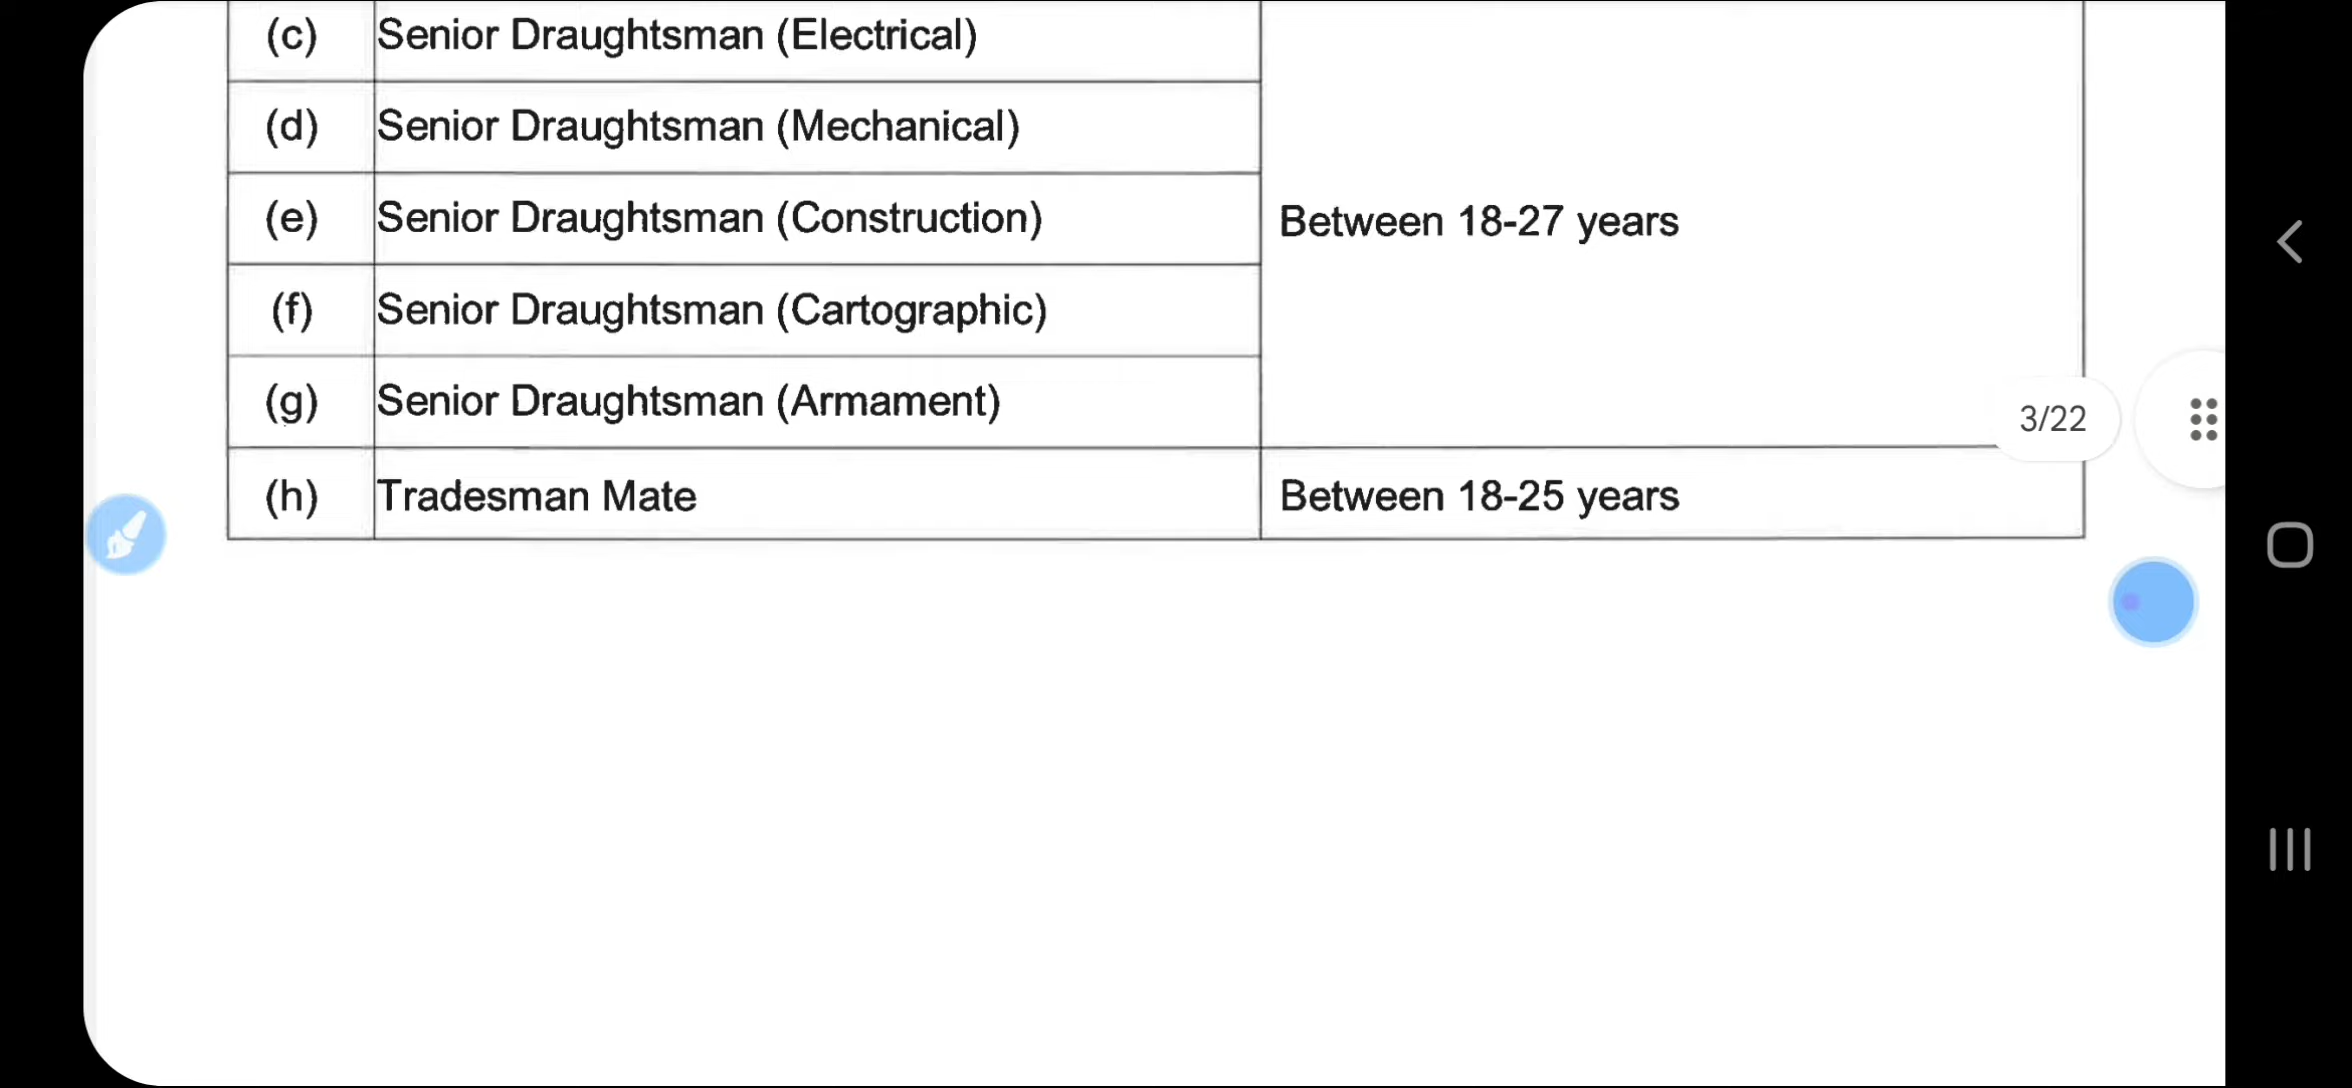 (c) Senior Draughtsman (Electrical)
(d) Senior Draughtsman (Mechanical)
(e) Senior Draughtsman (Construction) Between 18-27 years
(f) Senior Draughtsman (Cartographic)
(g) Senior Draughtsman (Armament)
3/22
(h) Tradesman Mate Between 18-25 years